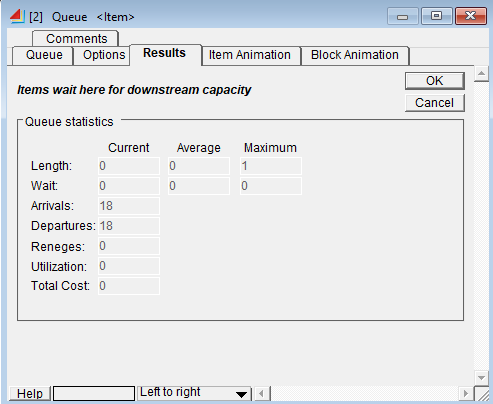 [2] Queue <Item>
Comments
Queue Options Results Item Animation Block Animation
Items wait here for downstream capacity
OK
Cancel
Queue statistics
Current Average Maximum
Length: 0 0 1
Wait: 0 0 0
Arrivals: 18
Departures: 18
Reneges: 0
Utilization: 0
Total Cost: 0
Help Left to right